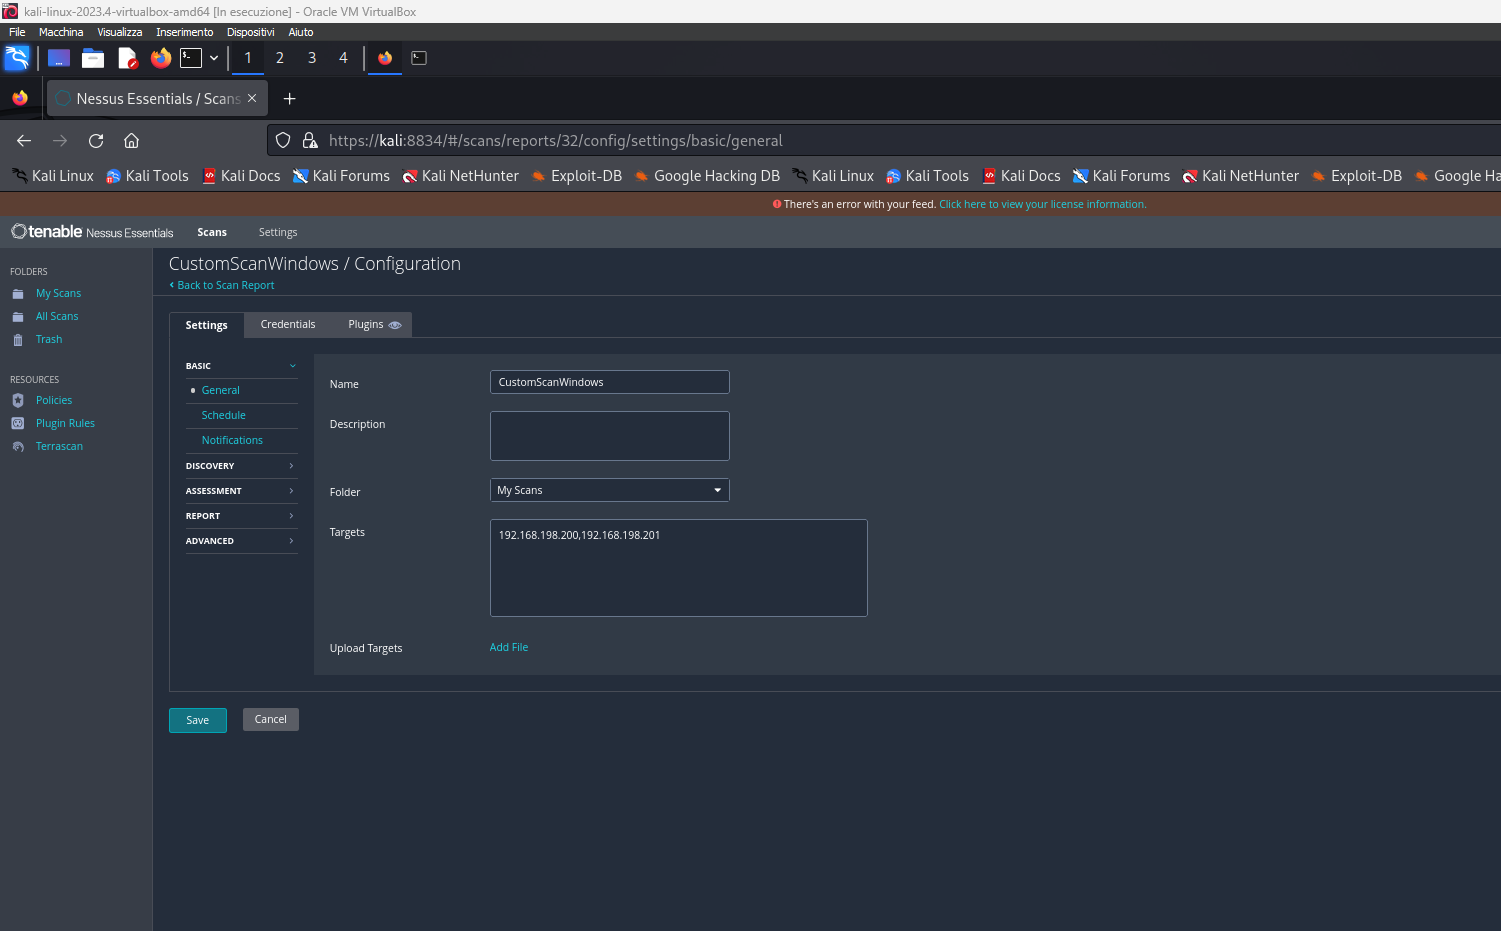 kali-linux-2023.4-virtualbox-amd64 [In esecuzione] - Oracle VM VirtualBox
File Macchina Visualizza Inserimento Dispositivi Aiuto
1 2 3 4
Nessus Essentials / Scans
https://kali:8834/#/scans/reports/32/config/settings/basic/general
Kali Linux Kali Tools Kali Docs Kali Forums Kali NetHunter Exploit-DB Google Hacking DB Kali Linux Kali Tools Kali Docs Kali Forums Kali NetHunter Exploit-DB Google Ha
There's an error with your feed. Click here to view your license information.
tenable Nessus Essentials Scans Settings
FOLDERS
My Scans
All Scans
Trash
RESOURCES
Policies
Plugin Rules
Terrascan
CustomScanWindows / Configuration
Back to Scan Report
Settings Credentials Plugins
BASIC
General
Schedule
Notifications
DISCOVERY
ASSESSMENT
REPORT
ADVANCED
Name CustomScanWindows
Description
Folder My Scans
Targets 192.168.198.200,192.168.198.201
Upload Targets Add File
Save Cancel